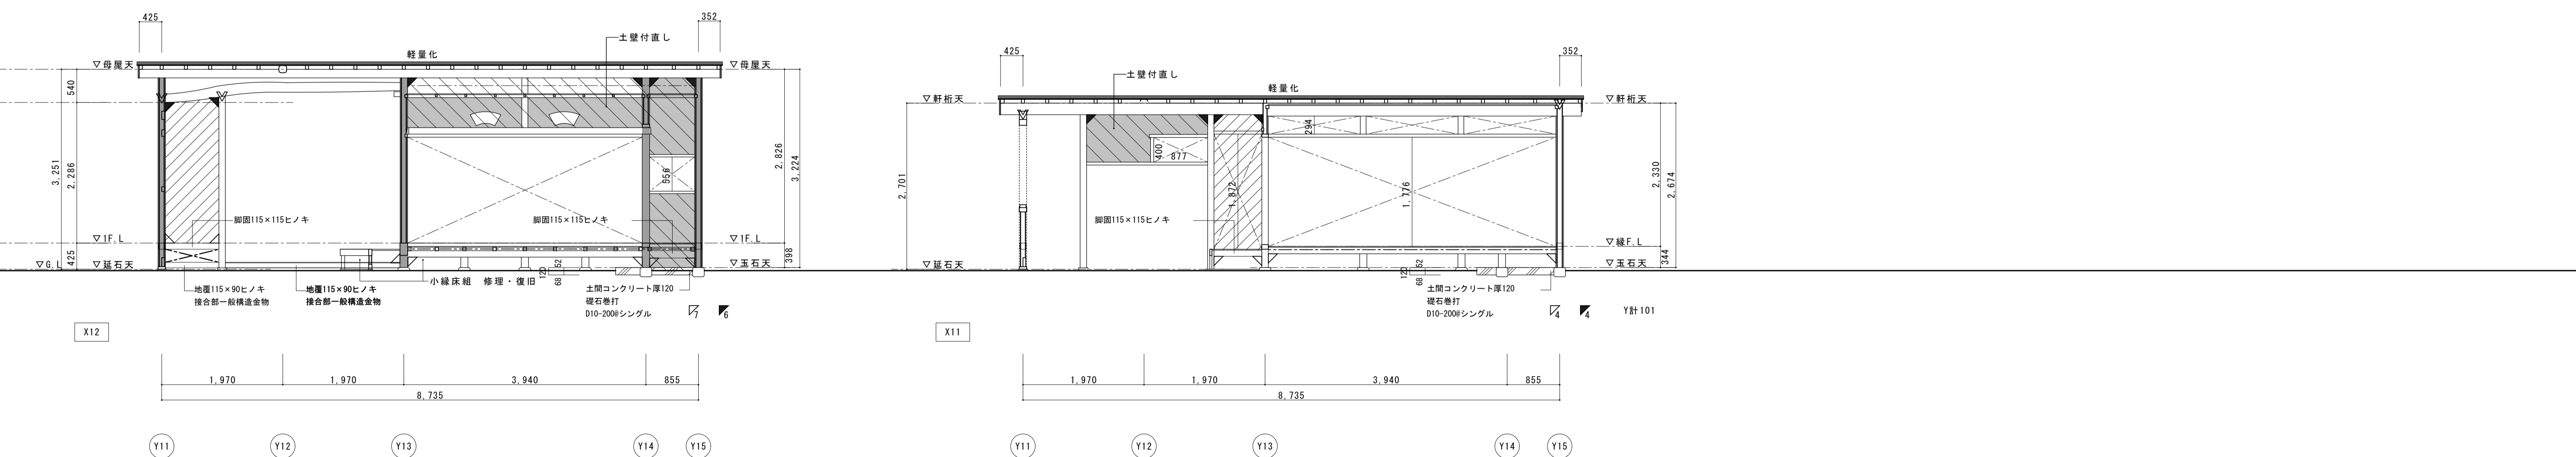 425
352
土壁付直し
軽量化
▽母屋天
▽母屋天
540
3,251
2,286
2,826
3,224
556
脚固115×115ヒノキ
脚固115×115ヒノキ
▽1F.L
▽1F.L
425
398
▽G.L
▽延石天
▽玉石天
120
52
68
地覆115×90ヒノキ
接合部一般構造金物
地覆115×90ヒノキ
接合部一般構造金物
小縁床組 修理・復旧
土間コンクリート厚120
礎石巻打
D10-200@シングル
7
6
X12
1,970
1,970
3,940
855
8,735
Y11
Y12
Y13
Y14
Y15
425
352
土壁付直し
軽量化
▽軒桁天
▽軒桁天
294
400
877
2,701
1,872
1,776
2,330
2,674
脚固115×115ヒノキ
▽縁F.L
344
▽延石天
▽玉石天
120
52
68
土間コンクリート厚120
礎石巻打
D10-200@シングル
4
4
Y計101
X11
1,970
1,970
3,940
855
8,735
Y11
Y12
Y13
Y14
Y15